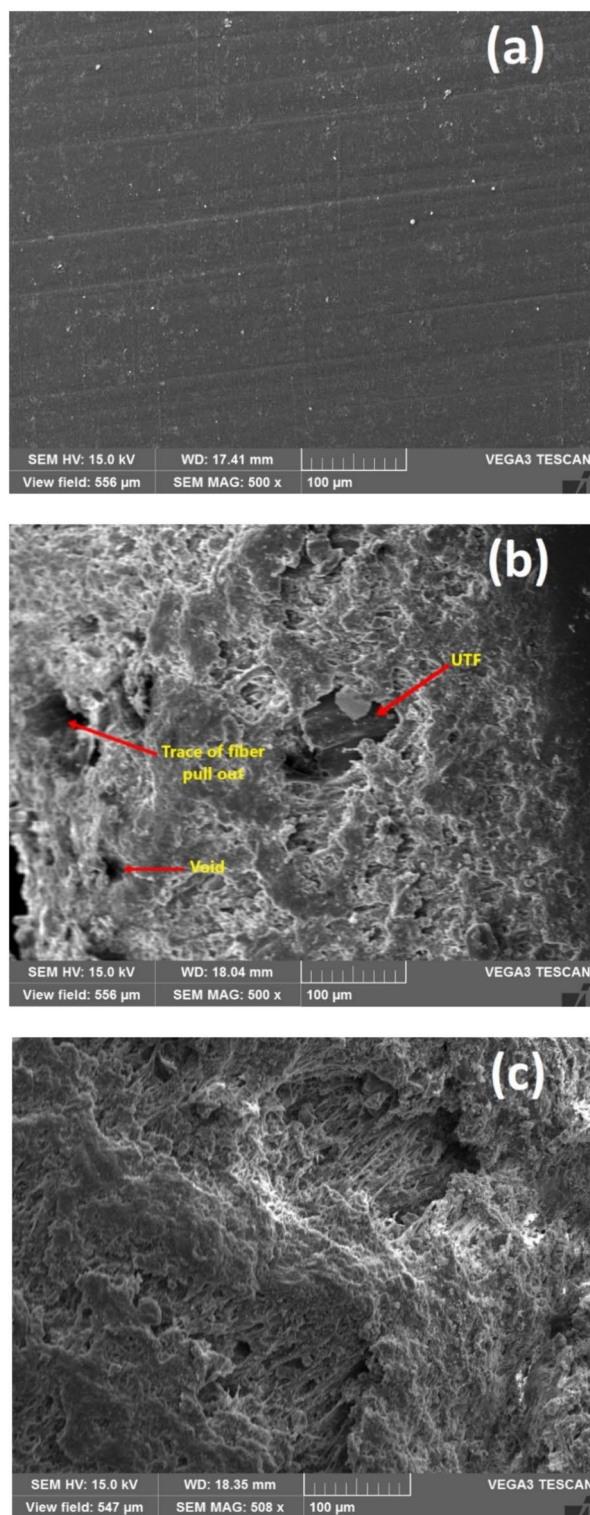 (a)
SEM HV: 15.0 kV WD: 17.41 mm VEGA3 TESCAN
View field: 556 µm SEM MAG: 500 x 100 µm
(b)
UTF
Trace of fiber
pull out
Void
SEM HV: 15.0 kV WD: 18.04 mm VEGA3 TESCAN
View field: 556 µm SEM MAG: 500 x 100 µm
(c)
SEM HV: 15.0 kV WD: 18.35 mm VEGA3 TESCAN
View field: 547 µm SEM MAG: 508 x 100 µm